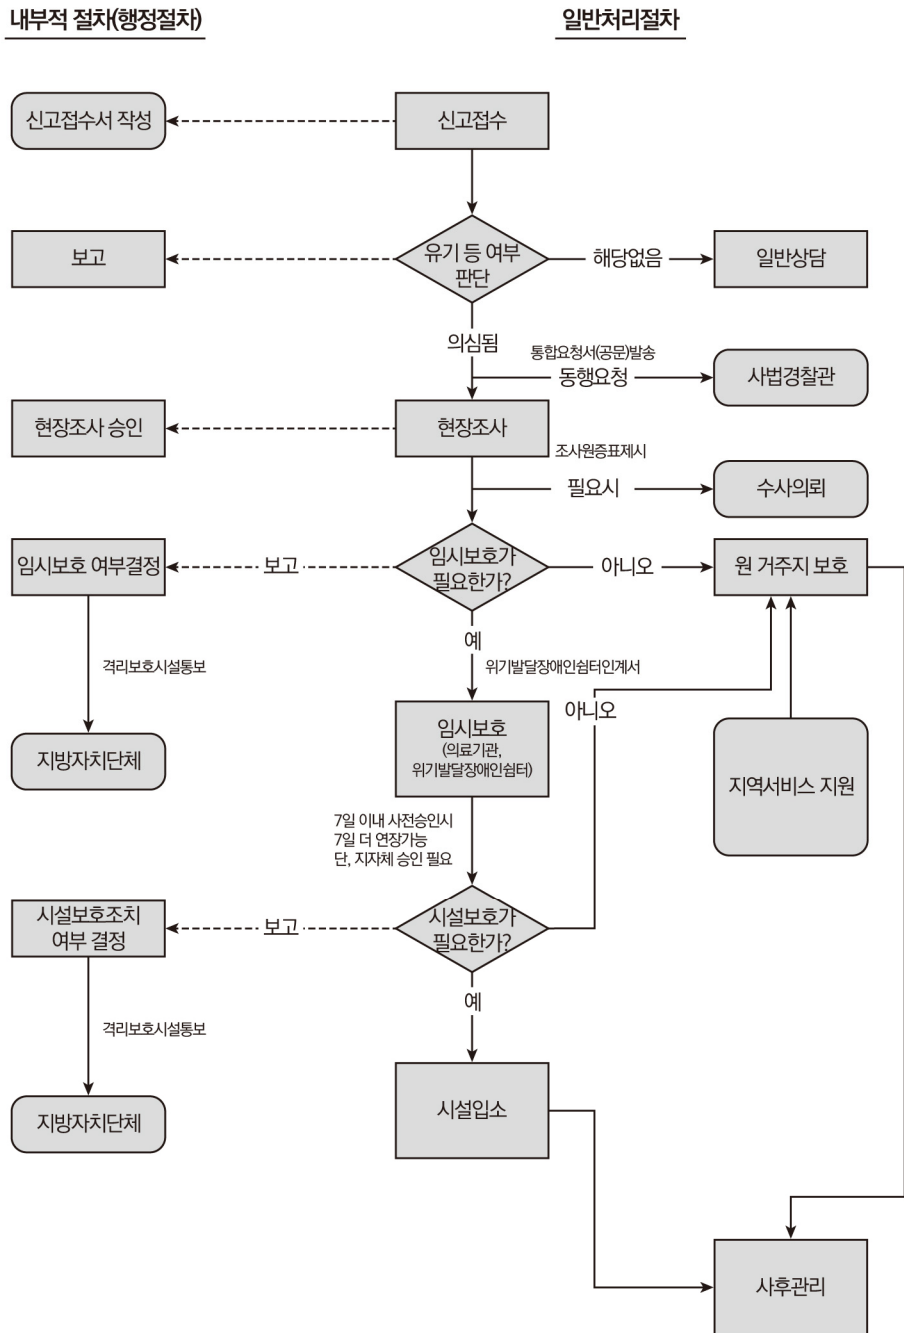 내부적 절차(행정절차)
일반처리절차
신고접수서 작성
신고접수
보고
유기 등 여부
판단
해당없음
일반상담
의심됨
통합요청서(공문)발송
동행요청
사법경찰관
현장조사 승인
현장조사
조사원증표제시
필요시
수사의뢰
임시보호 여부결정
보고
임시보호가
필요한가?
아니오
원 거주지 보호
예
격리보호시설통보
위기발달장애인쉼터인계서
아니오
지방자치단체
임시보호
(의료기관,
위기발달장애인쉼터)
지역서비스 지원
7일 이내 사전승인시
7일 더 연장가능
단, 지자체 승인 필요
시설보호조치
여부 결정
보고
시설보호가
필요한가?
예
격리보호시설통보
지방자치단체
시설입소
사후관리